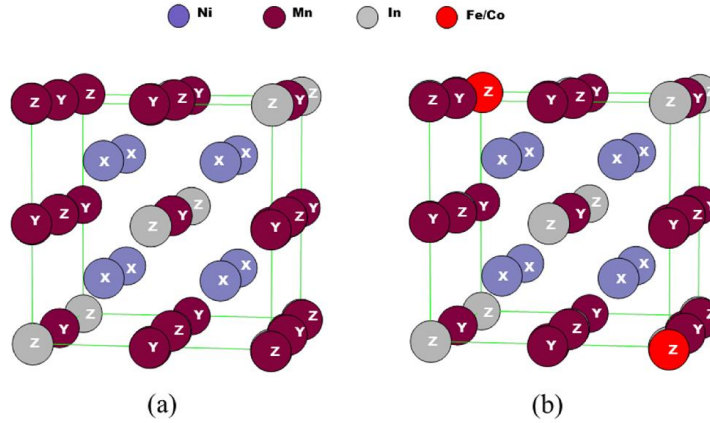 Ni Mn In Fe/Co
Z Y Z Y Z Y Z Y Z Z Y Z Y Z Y Z Y Z
X X X X X X X X
Y Z Y Z Y Z Y Z Y Y Z Y Z Y Z Y Z Y
X X X X X X X X
Z Y Z Y Z Y Z Y Z Z Y Z Y Z Y Z Y Z
(a) (b)